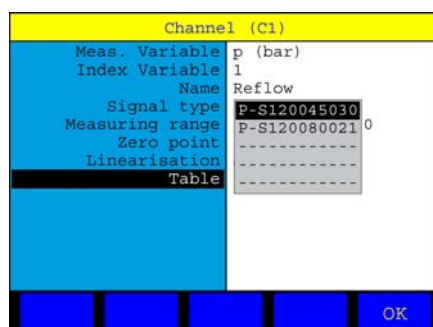 Channel (C1)
Meas. Variable p (bar)
Index Variable 1
Name Reflow
Signal type
P-S120045030
Measuring range 0
P-S120080021
Zero point
------------
Linearisation
------------
Table
------------
OK